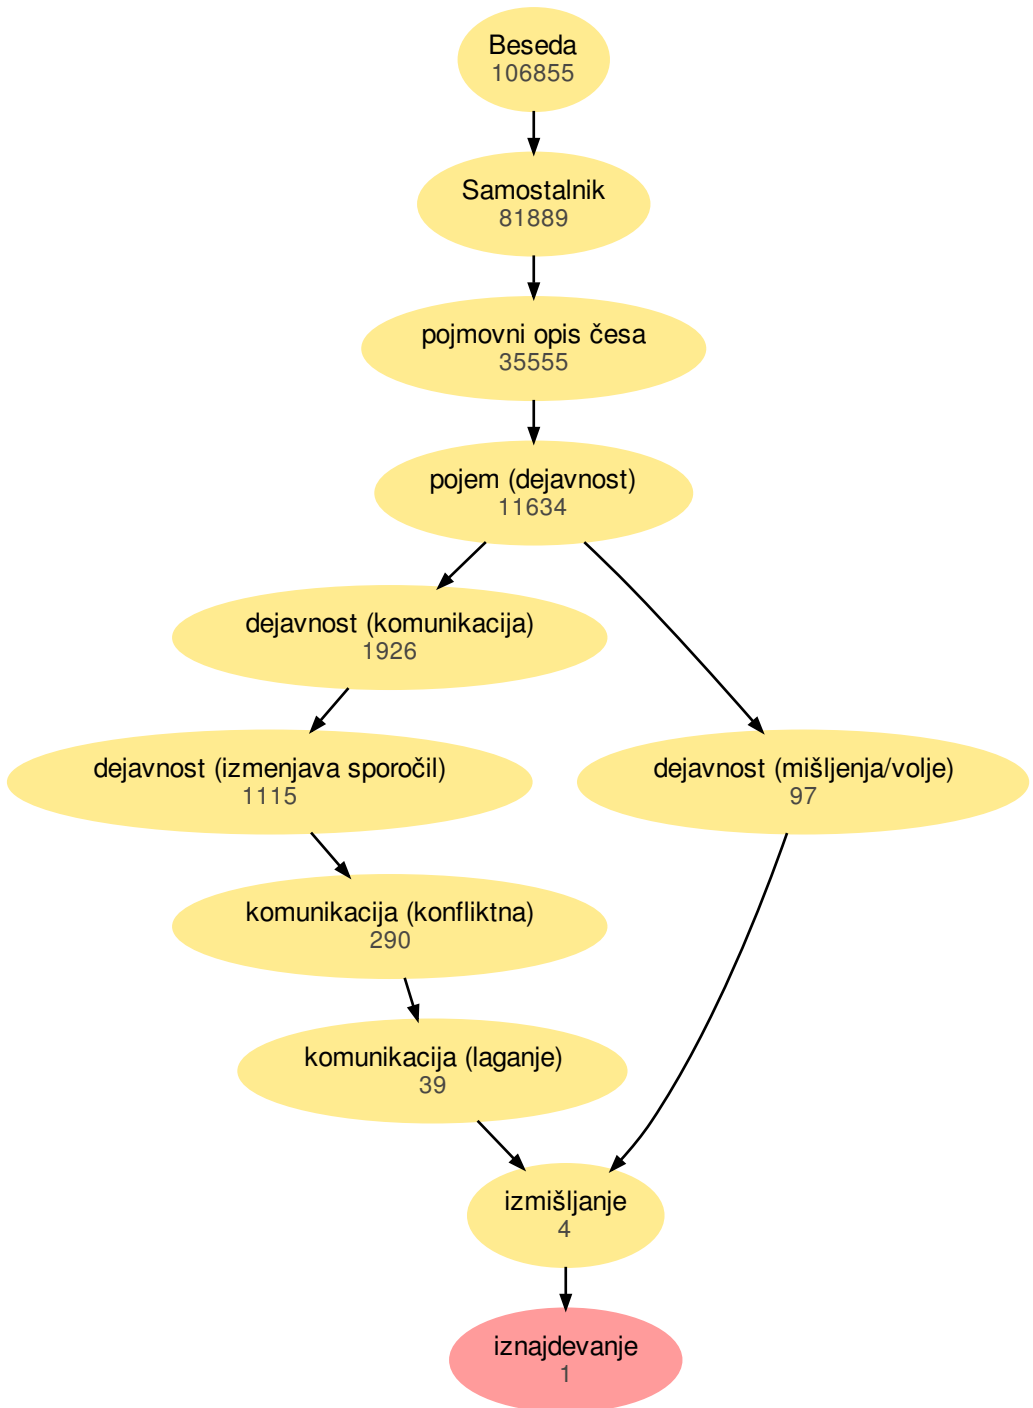 Beseda
106855
Samostalnik
81889
pojmovni opis česa
35555
pojem (dejavnost)
11634
dejavnost (komunikacija)
1926
dejavnost (izmenjava sporočil)
1115
dejavnost (mišljenja/volje)
97
komunikacija (konfliktna)
290
komunikacija (laganje)
39
izmišljanje
4
iznajdevanje
1